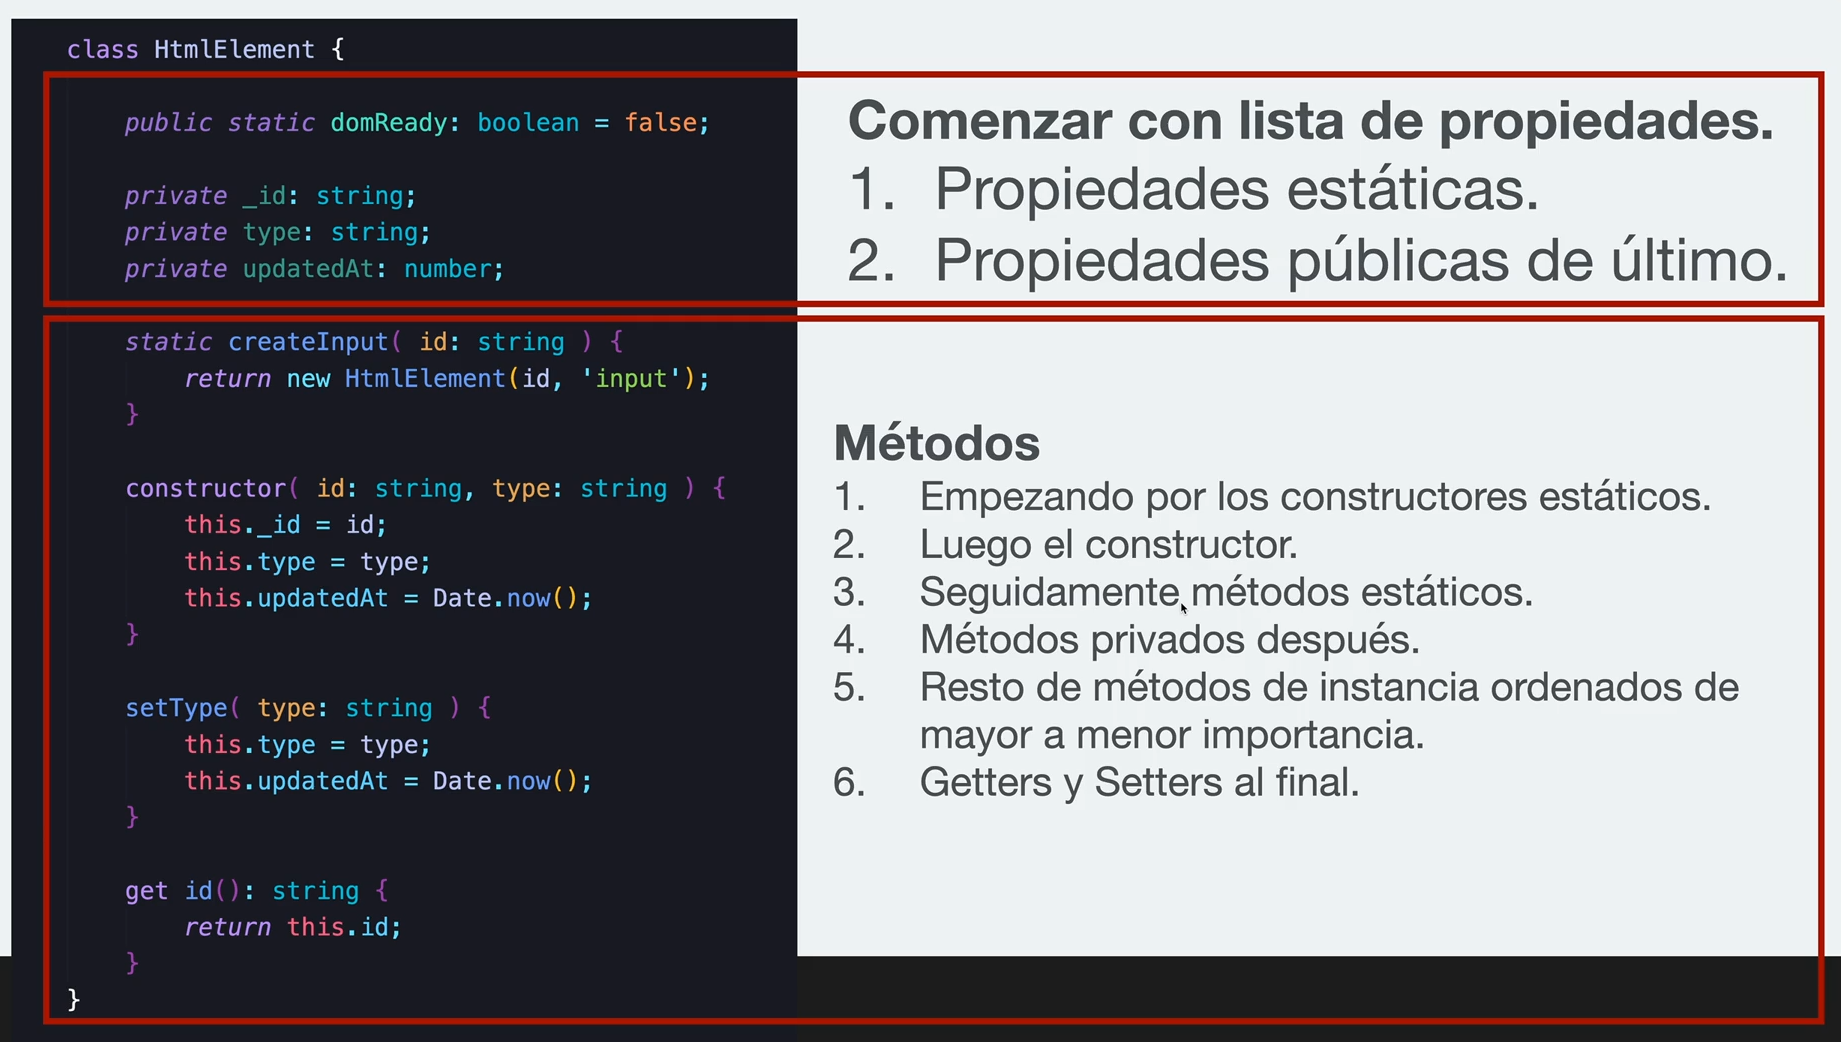 class HtmlElement {
public static domReady: boolean = false;
private _id: string;
private type: string;
private updatedAt: number;
static createInput( id: string ) {
return new HtmlElement(id, 'input');
}
constructor( id: string, type: string ) {
this._id = id;
this.type = type;
this.updatedAt = Date.now();
}
setType( type: string ) {
this.type = type;
this.updatedAt = Date.now();
}
get id(): string {
return this.id;
}
}
Comenzar con lista de propiedades.
1. Propiedades estáticas.
2. Propiedades públicas de último.
Métodos
1. Empezando por los constructores estáticos.
2. Luego el constructor.
3. Seguidamente métodos estáticos.
4. Métodos privados después.
5. Resto de métodos de instancia ordenados de
mayor a menor importancia.
6. Getters y Setters al final.